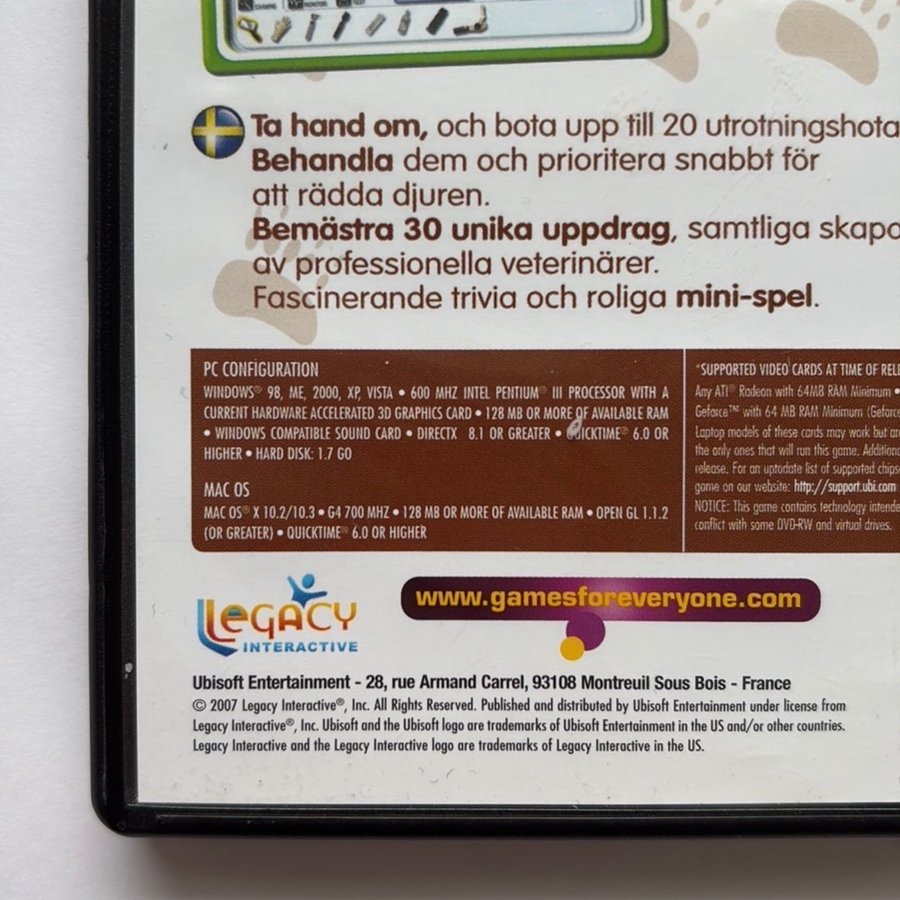 Ta hand om, och bota upp till 20 utrotningshota
Behandla dem och prioritera snabbt för
att rädda djuren.
Bemästra 30 unika uppdrag, samtliga skapa
av professionella veterinärer.
Fascinerande trivia och roliga mini-spel.
PC CONFIGURATION
WINDOWS® 98, ME, 2000, XP, VISTA • 600 MHZ INTEL PENTIUM® III PROCESSOR WITH A
CURRENT HARDWARE ACCELERATED 3D GRAPHICS CARD • 128 MB OR MORE OF AVAILABLE RAM
• WINDOWS COMPATIBLE SOUND CARD • DIRECTX 8.1 OR GREATER • QUICKTIME® 6.0 OR
HIGHER • HARD DISK: 1.7 GO
MAC OS
MAC OS® X 10.2/10.3 • G4 700 MHZ • 128 MB OR MORE OF AVAILABLE RAM • OPEN GL 1.1.2
(OR GREATER) • QUICKTIME® 6.0 OR HIGHER
*SUPPORTED VIDEO CARDS AT TIME OF RELE
Any ATI® Radeon with 64MB RAM Minimum •
Geforce™ with 64 MB RAM Minimum (Geforc
Laptop models of these cards may work but ar
the only ones that will run this game. Additiona
release. For an uptodate list of supported chips
game on our website: http://support.ubi.com
NOTICE: This game contains technology intende
conflict with some DVD-RW and virtual drives.
LEGACY
INTERACTIVE
www.gamesforeveryone.com
Ubisoft Entertainment - 28, rue Armand Carrel, 93108 Montreuil Sous Bois - France
© 2007 Legacy Interactive®, Inc. All Rights Reserved. Published and distributed by Ubisoft Entertainment under license from
Legacy Interactive®, Inc. Ubisoft and the Ubisoft logo are trademarks of Ubisoft Entertainment in the US and/or other countries.
Legacy Interactive and the Legacy Interactive logo are trademarks of Legacy Interactive in the US.